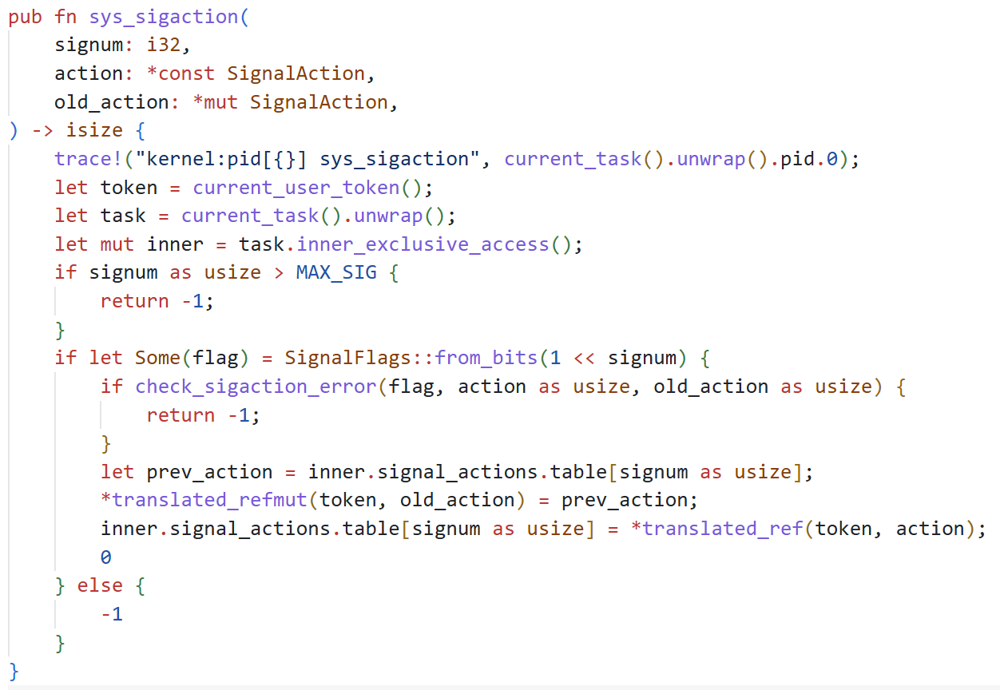 pub fn sys_sigaction(
    signum: i32,
    action: *const SignalAction,
    old_action: *mut SignalAction,
) -> isize {
    trace!("kernel:pid[{}] sys_sigaction", current_task().unwrap().pid.0);
    let token = current_user_token();
    let task = current_task().unwrap();
    let mut inner = task.inner_exclusive_access();
    if signum as usize > MAX_SIG {
        return -1;
    }
    if let Some(flag) = SignalFlags::from_bits(1 << signum) {
        if check_sigaction_error(flag, action as usize, old_action as usize) {
            return -1;
        }
        let prev_action = inner.signal_actions.table[signum as usize];
        *translated_refmut(token, old_action) = prev_action;
        inner.signal_actions.table[signum as usize] = *translated_ref(token, action);
        0
    } else {
        -1
    }
}